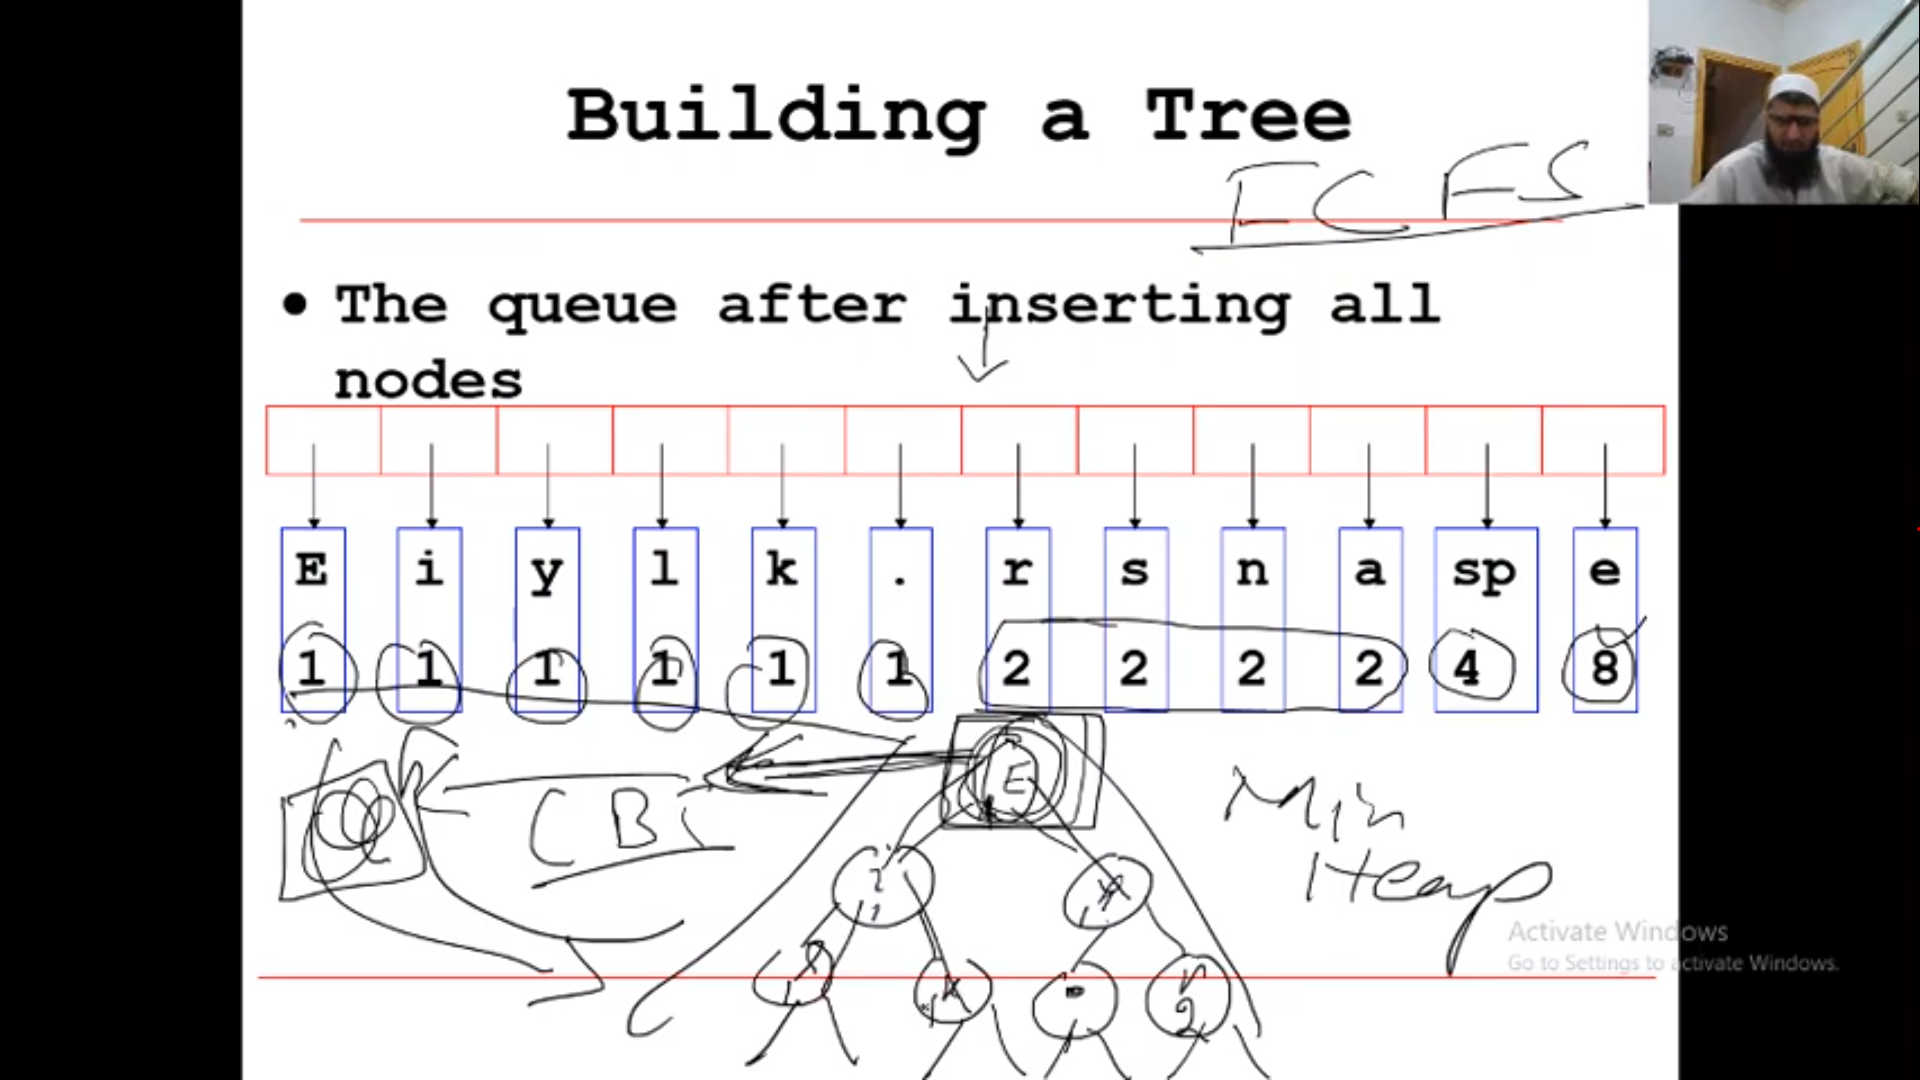 Building a Tree
FCFS
• The queue after inserting all
nodes
E i y l k . r s n a sp e
1 1 1 1 1 1 2 2 2 2 4 8
E
CB
Min
Heap
Activate Windows
Go to Settings to activate Windows.